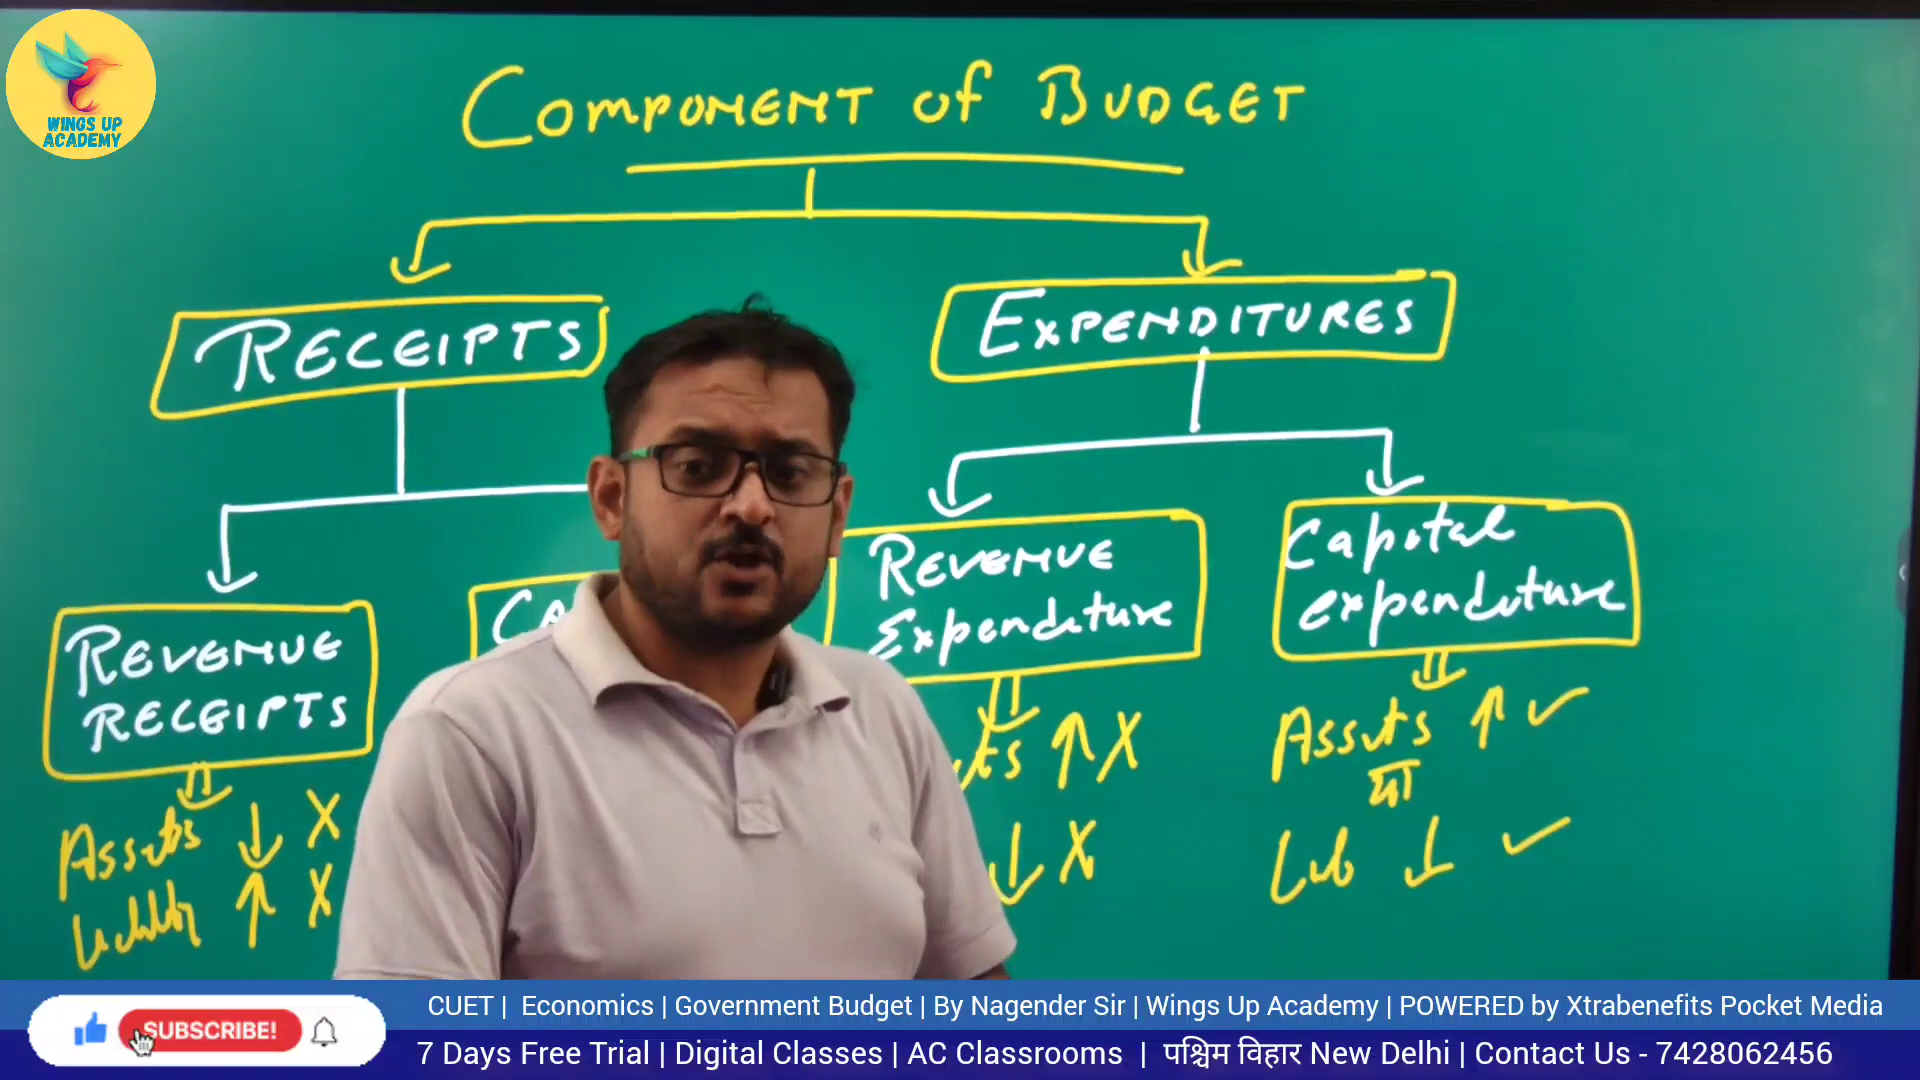 WINGS UP
ACADEMY
COMPONENT of BUDGET
RECEIPTS
EXPENDITURES
REVENUE
RECEIPTS
CA
REVENUE
Expenditure
Capital
expenditure
Assets ↓ X
↑ X
↑ X
↓ X
Assets ↑ ✓
या
Lib ↓ ✓
SUBSCRIBE!
CUET | Economics | Government Budget | By Nagender Sir | Wings Up Academy | POWERED by Xtrabenefits Pocket Media
7 Days Free Trial | Digital Classes | AC Classrooms | पश्चिम विहार New Delhi | Contact Us - 7428062456